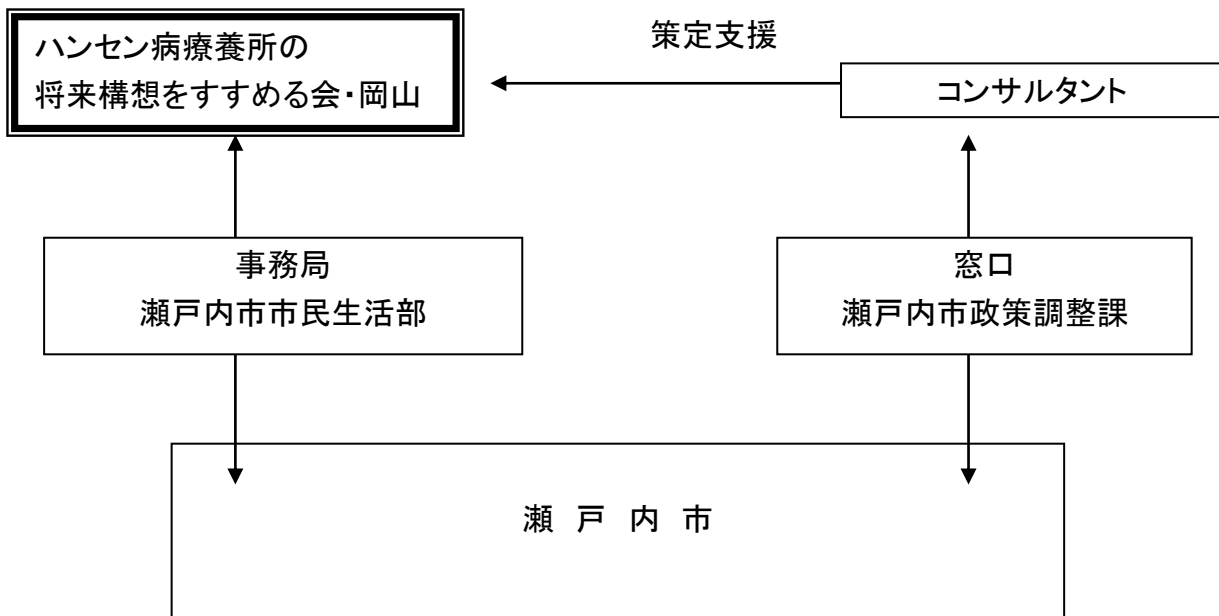 ハンセン病療養所の
将来構想をすすめる会・岡山
策定支援
コンサルタント
事務局
瀬戸内市市民生活部
窓口
瀬戸内市政策調整課
瀬 戸 内 市